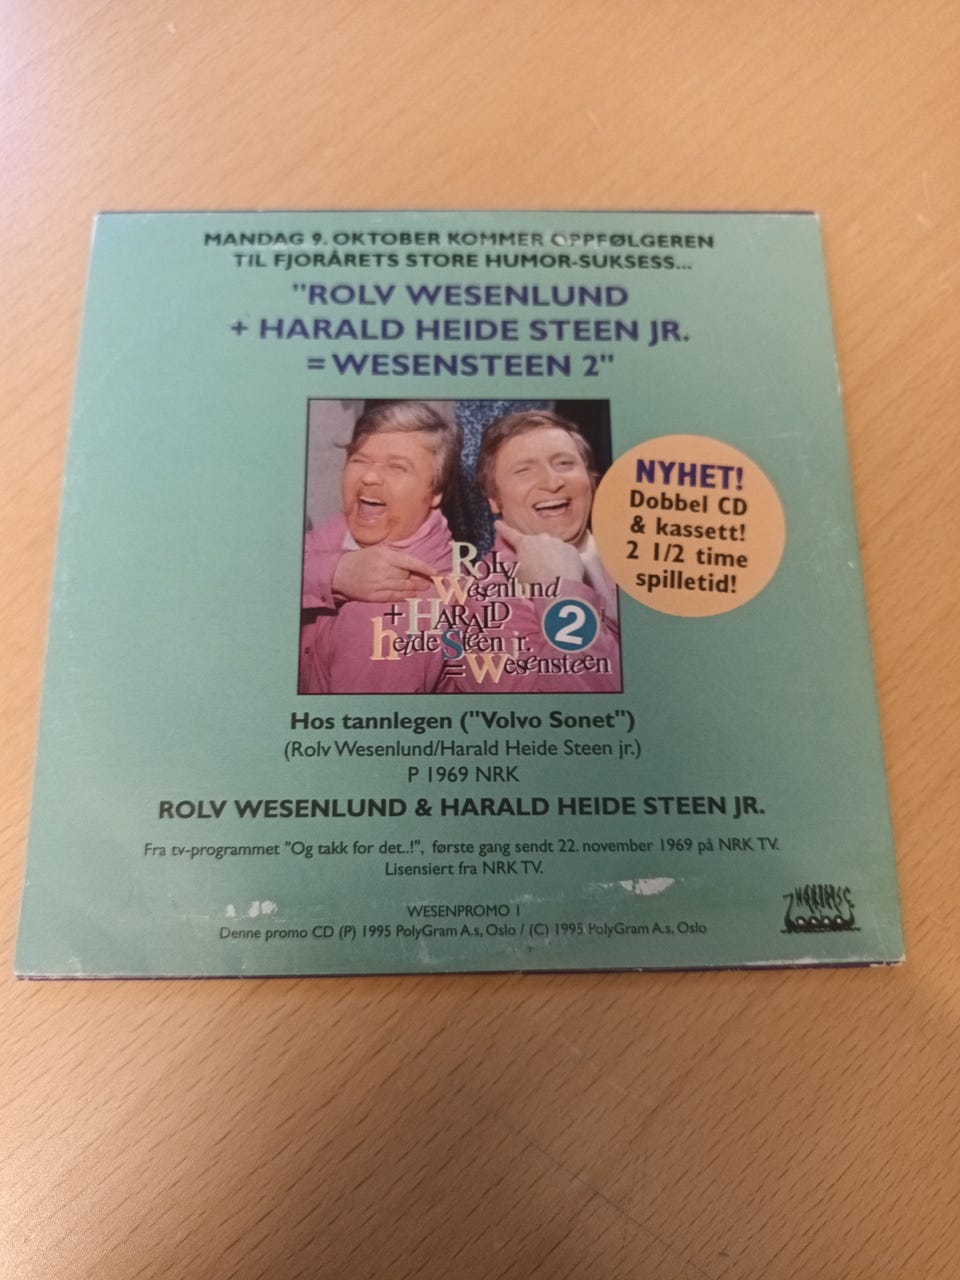 MANDAG 9. OKTOBER KOMMER OPPFØLGEREN
TIL FJORÅRETS STORE HUMOR-SUKSESS...
"ROLV WESENLUND
+ HARALD HEIDE STEEN JR.
= WESENSTEEN 2"
NYHET!
Dobbel CD
& kassett!
2 1/2 time
spilletid!
Rolv
Wesenlund
+ HARALD
heide Steen jr.
= Wesensteen
2
Hos tannlegen ("Volvo Sonet")
(Rolv Wesenlund/Harald Heide Steen jr.)
P 1969 NRK
ROLV WESENLUND & HARALD HEIDE STEEN JR.
Fra tv-programmet "Og takk for det..!", første gang sendt 22. november 1969 på NRK TV.
Lisensiert fra NRK TV.
WESENPROMO 1
Denne promo CD (P) 1995 PolyGram A.s, Oslo / (C) 1995 PolyGram A.s, Oslo